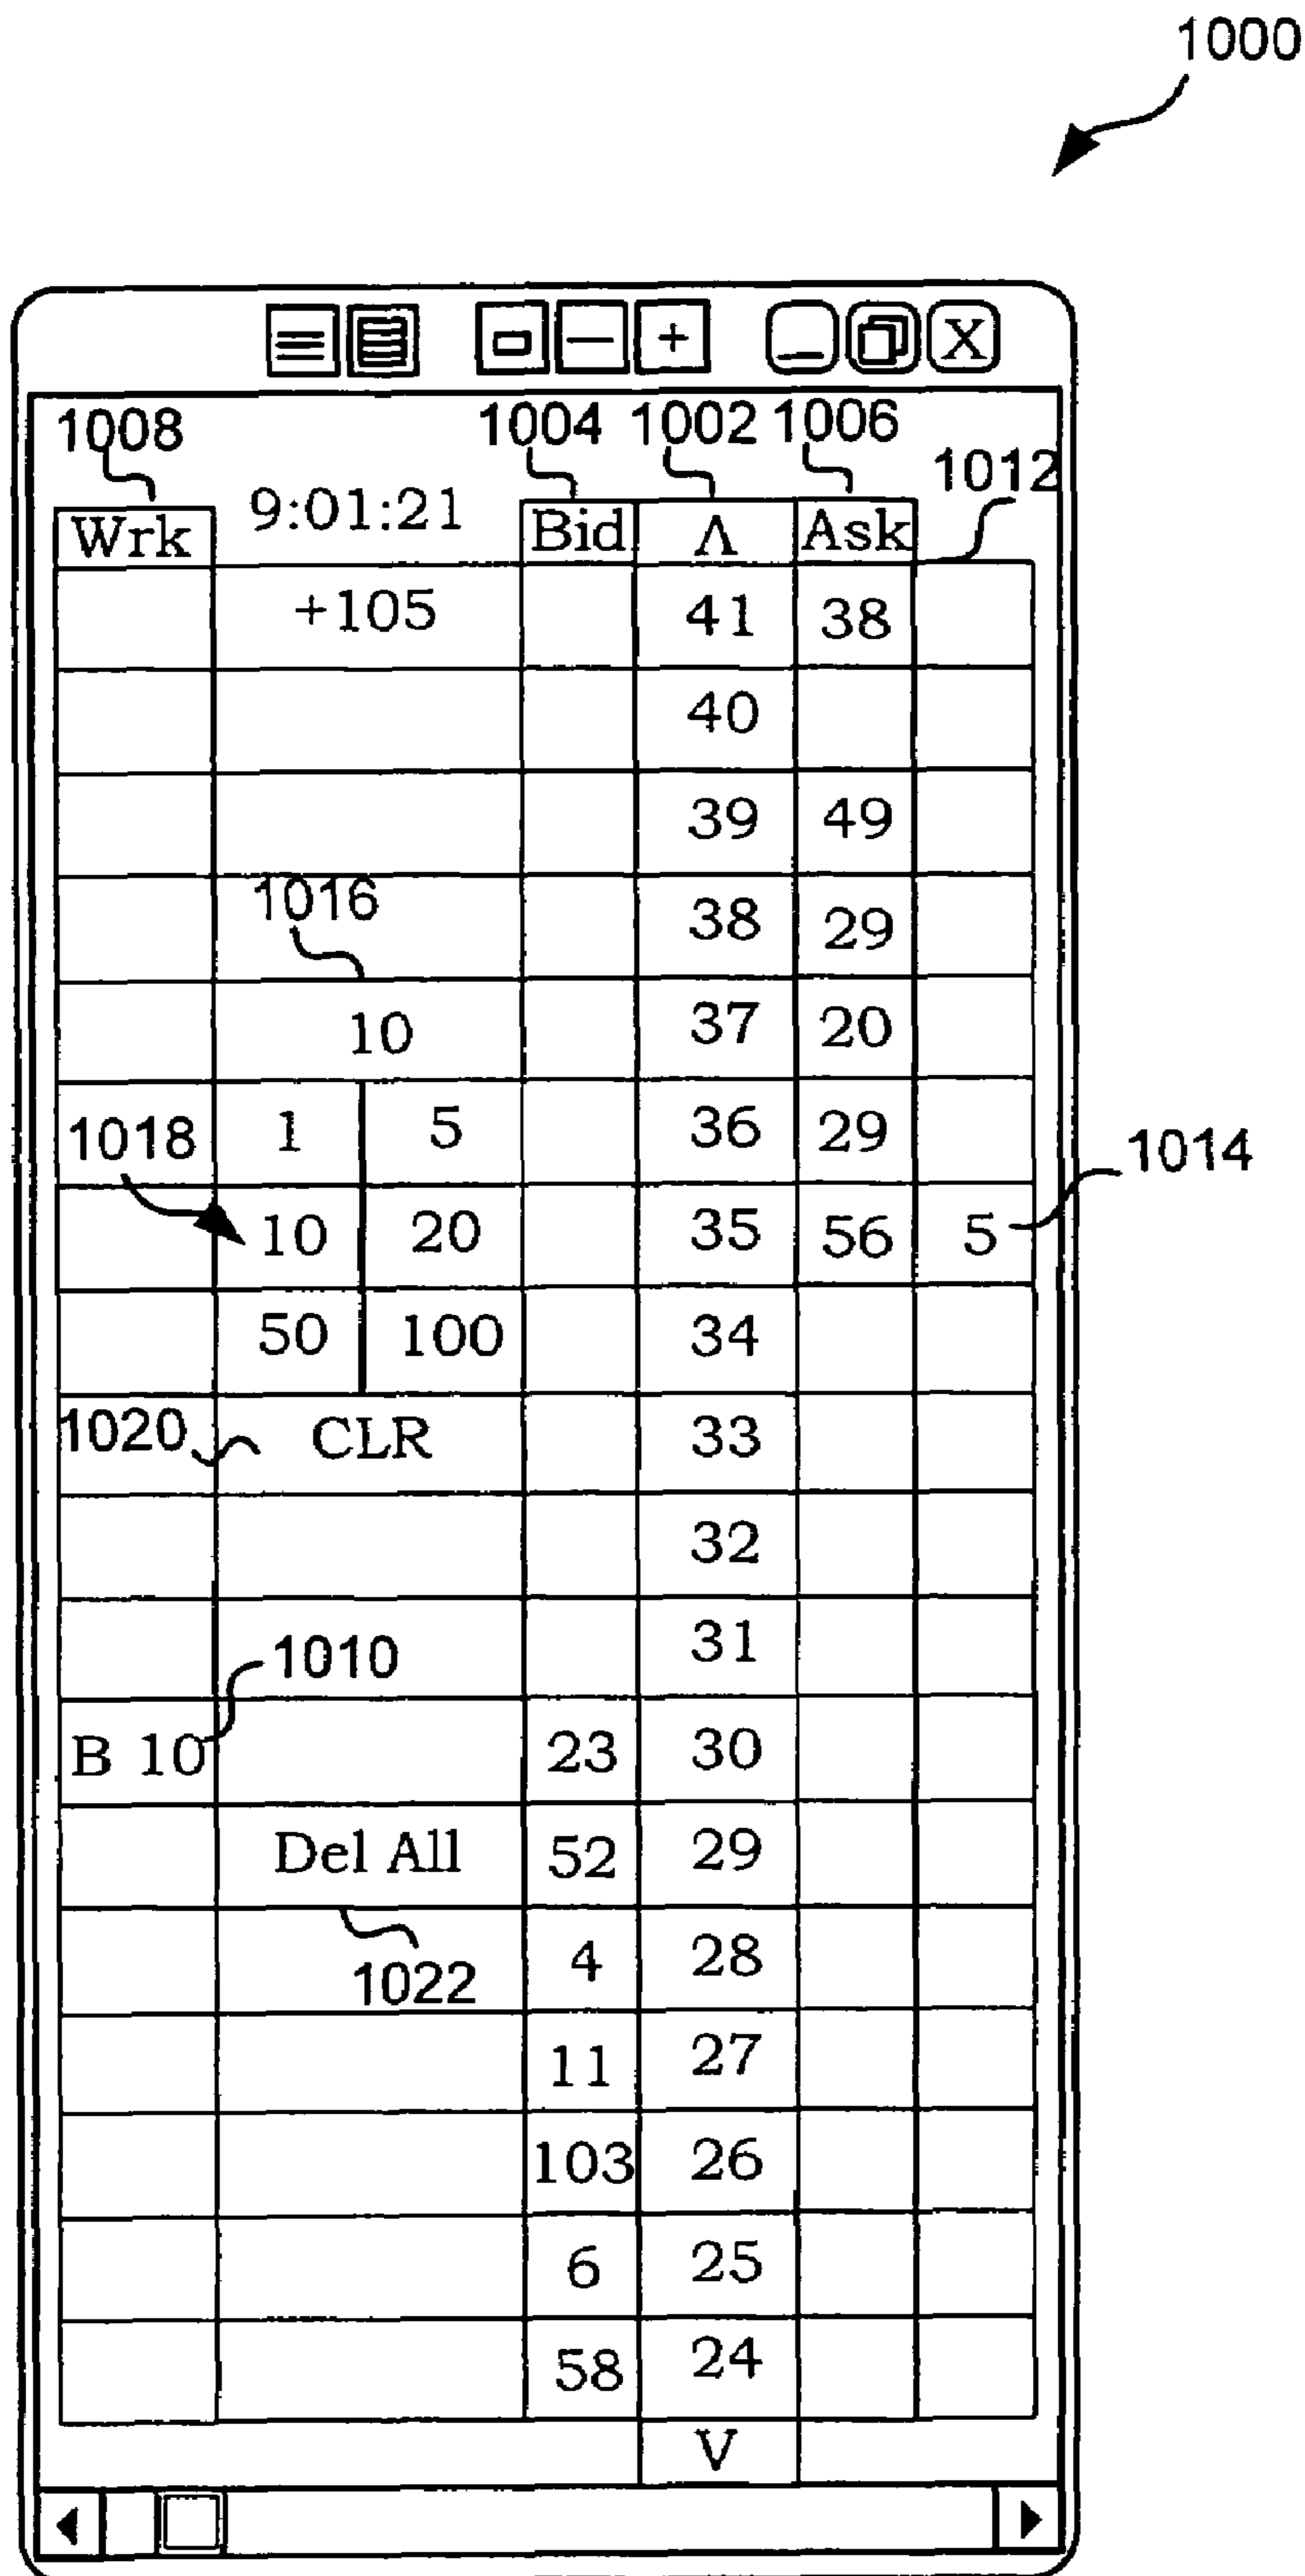 1000
+ X
1008 1004 1002 1006
1012
Wrk 9:01:21 Bid Λ Ask
+105 41 38
40
39 49
1016 38 29
10 37 20
1018 1 5 36 29
1014
10 20 35 56 5
50 100 34
1020 CLR 33
32
1010 31
B 10 23 30
Del All 52 29
1022 4 28
11 27
103 26
6 25
58 24
V